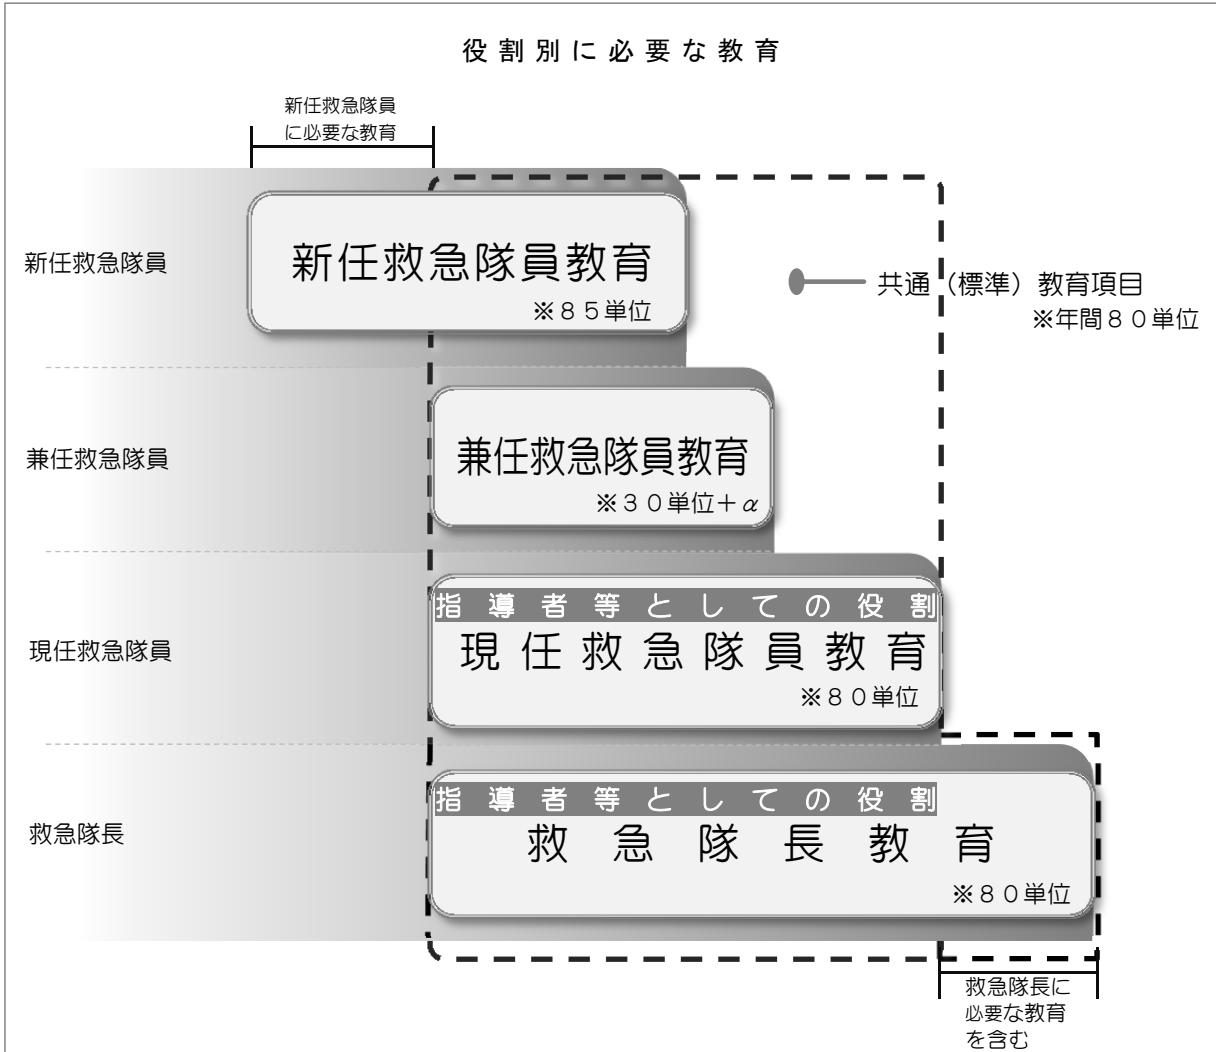 役割別に必要な教育
新任救急隊員
に必要な教育
新任救急隊員
新任救急隊員教育
※８５単位
共通（標準）教育項目
※年間８０単位
兼任救急隊員
兼任救急隊員教育
※３０単位＋α
現任救急隊員
指導者等としての役割
現任救急隊員教育
※８０単位
救急隊長
指導者等としての役割
救急隊長教育
※８０単位
救急隊長に
必要な教育
を含む